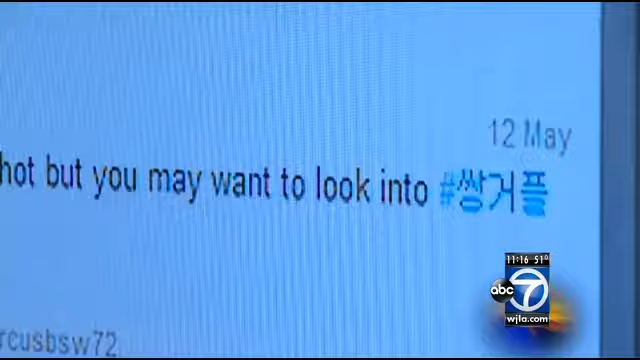 12 May
hot but you may want to look into #쌍거플
rcusbsw72
11:16 51°
abc 7
wjla.com